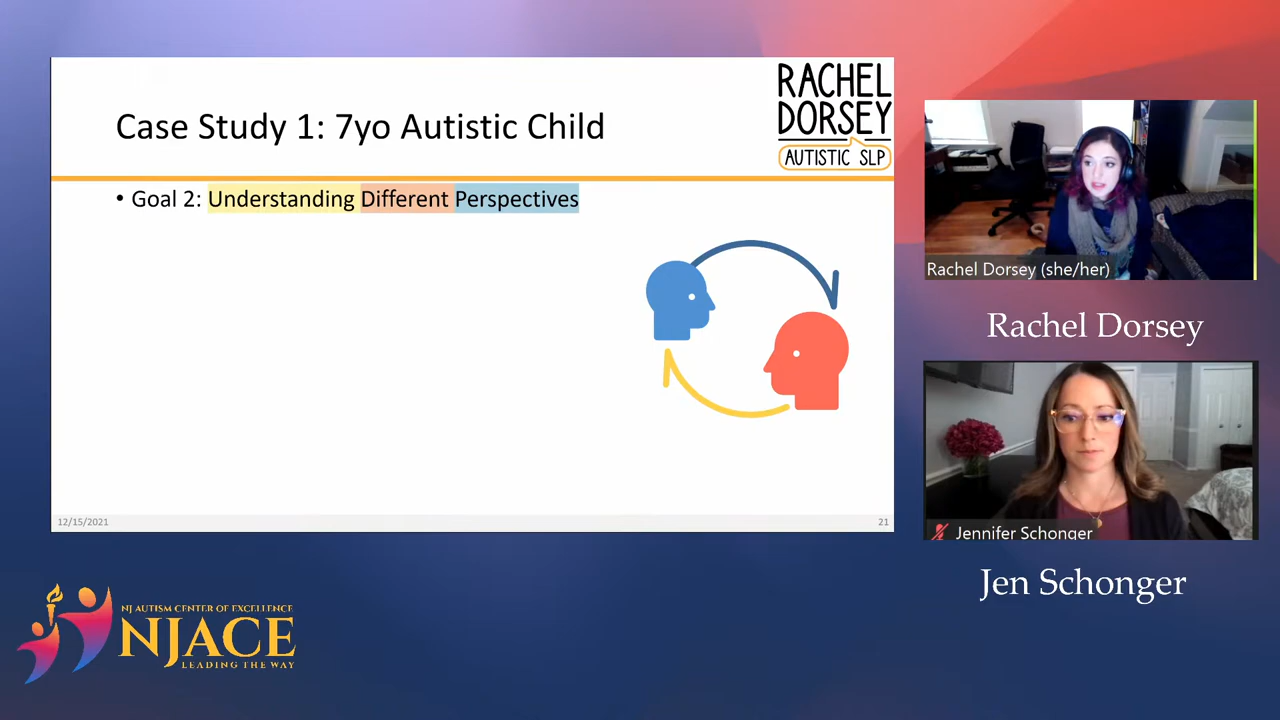 Case Study 1: 7yo Autistic Child
RACHEL
DORSEY
AUTISTIC SLP
• Goal 2: Understanding Different Perspectives
12/15/2021
21
Rachel Dorsey (she/her)
Rachel Dorsey
Jennifer Schonger
Jen Schonger
NJ AUTISM CENTER OF EXCELLENCE
NJACE
LEADING THE WAY